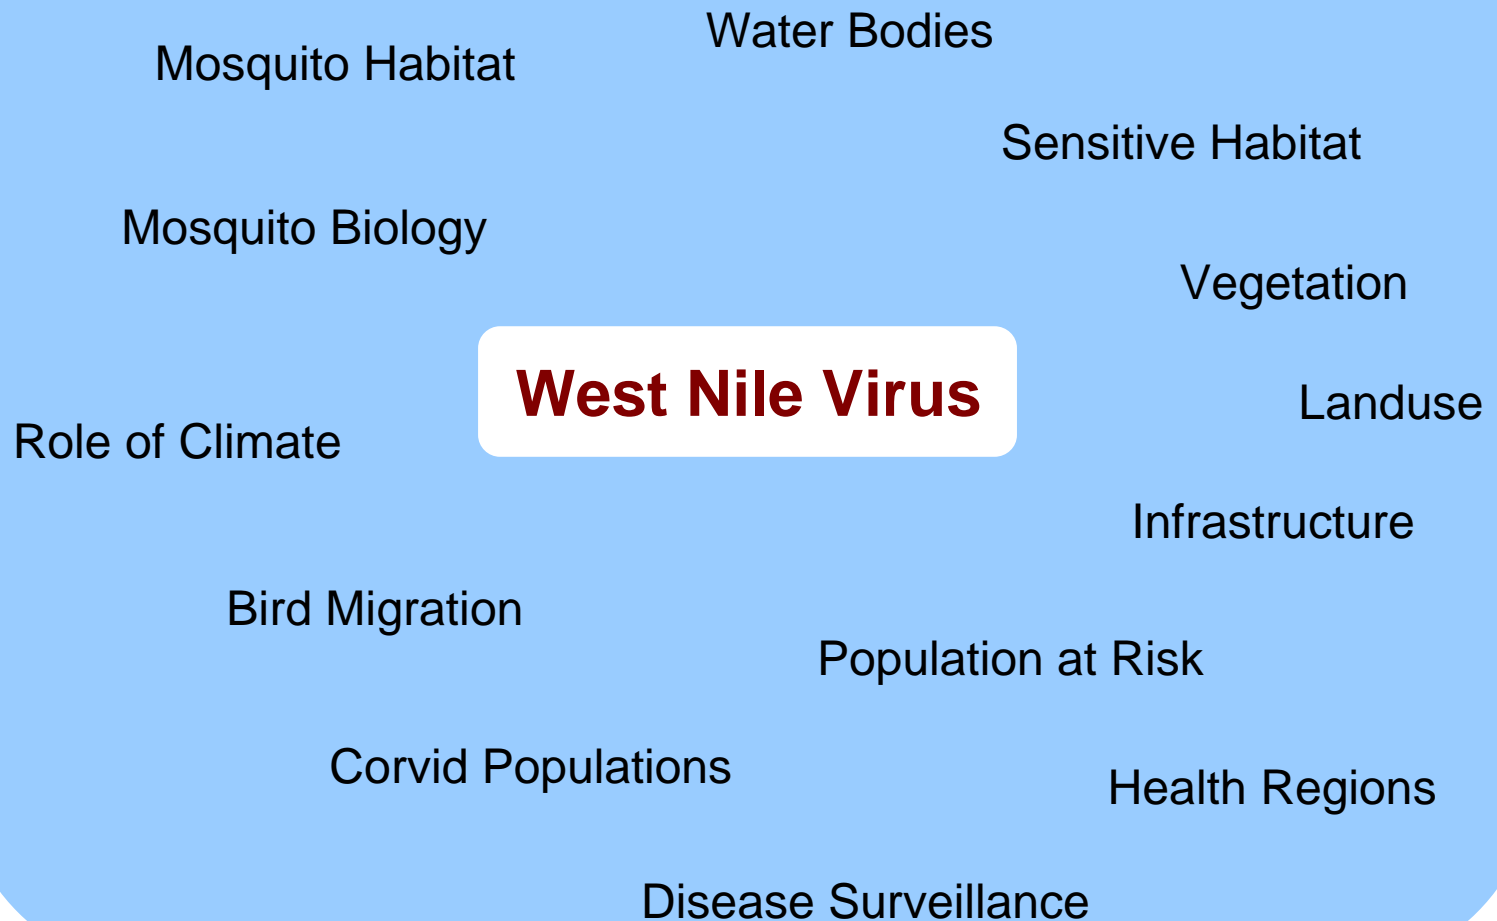 Water Bodies
Mosquito Habitat
Sensitive Habitat
Mosquito Biology
Vegetation
West Nile Virus
Landuse
Role of Climate
Infrastructure
Bird Migration
Population at Risk
Corvid Populations
Health Regions
Disease Surveillance